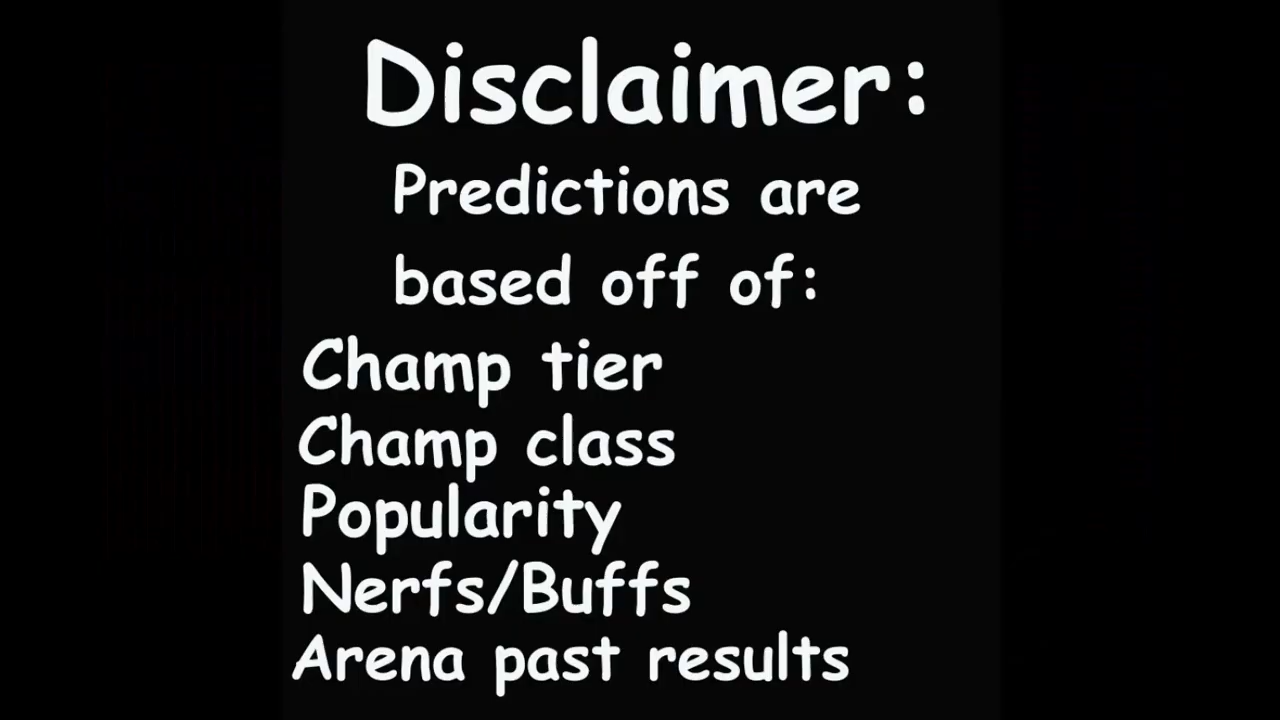 Disclaimer:
Predictions are
based off of:
Champ tier
Champ class
Popularity
Nerfs/Buffs
Arena past results